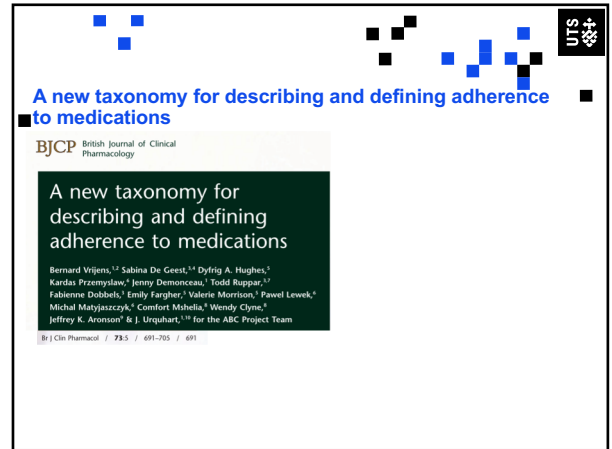 UTS
A new taxonomy for describing and defining adherence
to medications
BJCP British Journal of Clinical
Pharmacology
A new taxonomy for
describing and defining
adherence to medications
Bernard Vrijens,1,2 Sabina De Geest,3,4 Dyfrig A. Hughes,5
Kardas Przemyslaw,6 Jenny Demonceau,1 Todd Ruppar,3,7
Fabienne Dobbels,3 Emily Fargher,5 Valerie Morrison,5 Pawel Lewek,6
Michal Matyjaszczyk,6 Comfort Mshelia,8 Wendy Clyne,8
Jeffrey K. Aronson9 & J. Urquhart,1,10 for the ABC Project Team
Br J Clin Pharmacol / 73:5 / 691–705 / 691